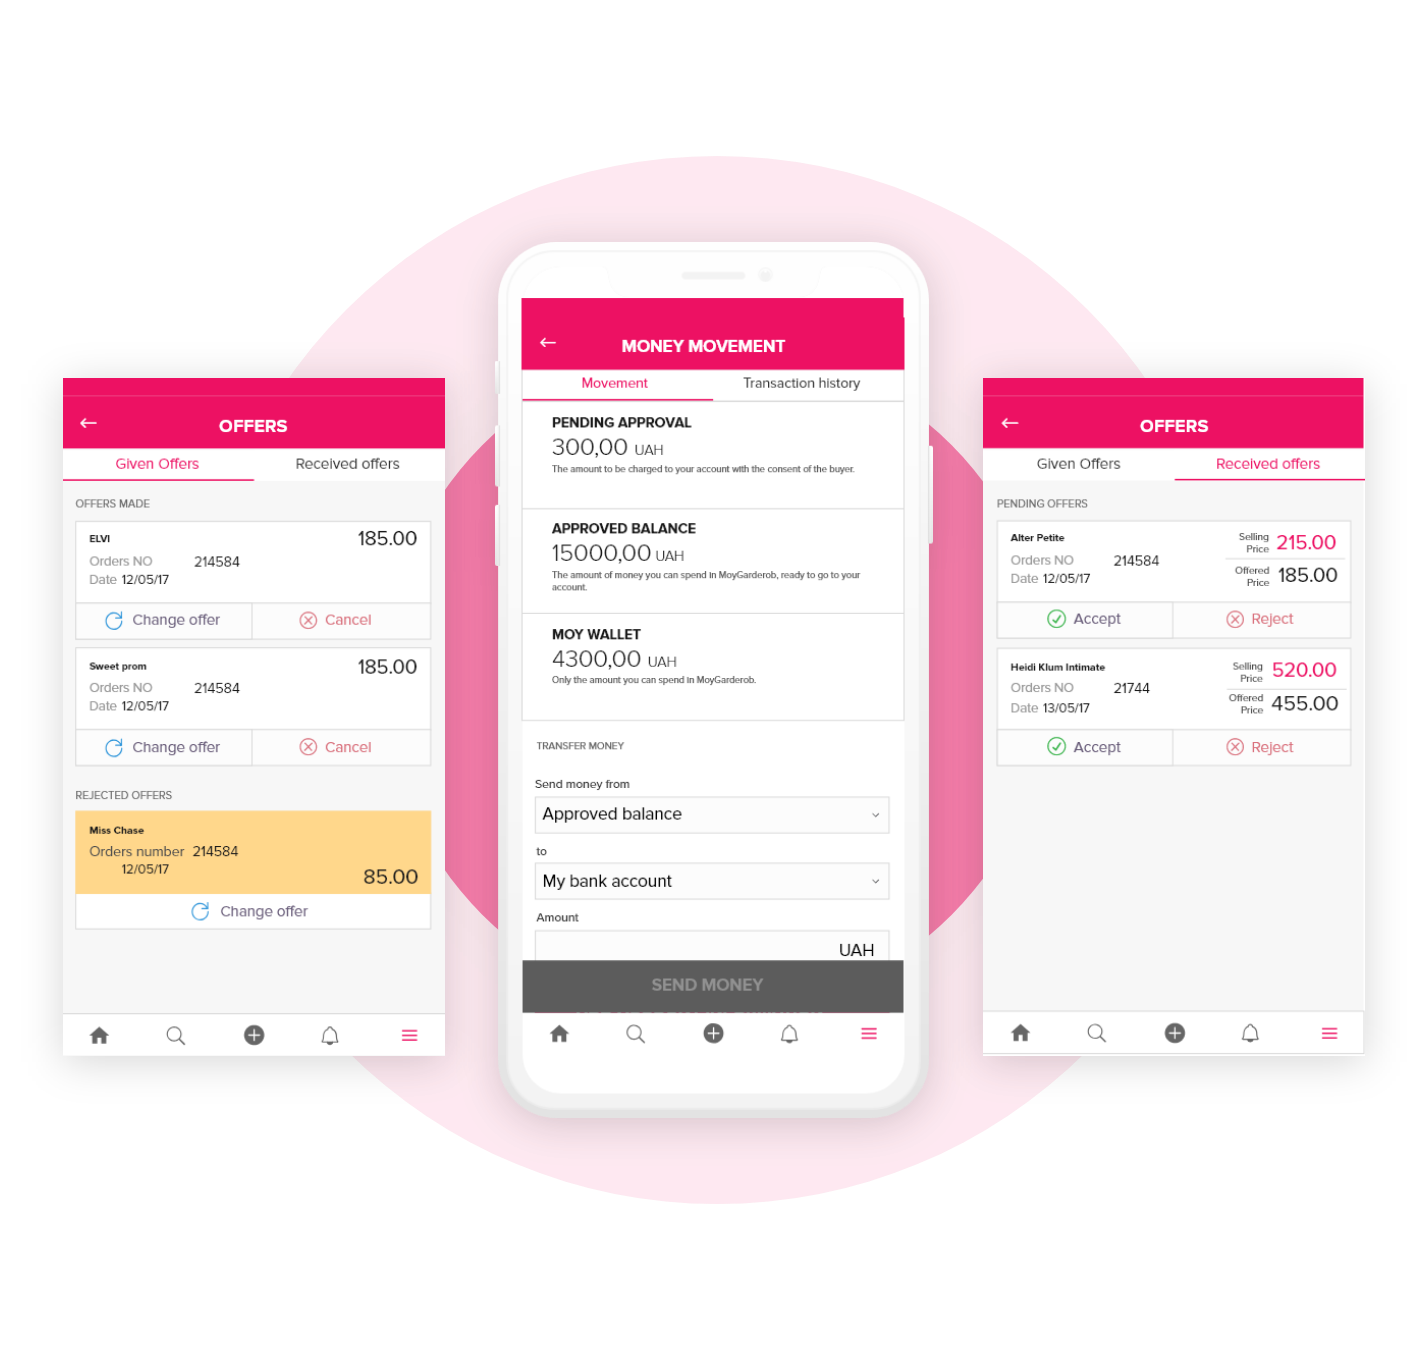 OFFERS
Given Offers Received offers
OFFERS MADE
ELVI 185.00
Orders NO 214584
Date 12/05/17
Change offer Cancel
Sweet prom 185.00
Orders NO 214584
Date 12/05/17
Change offer Cancel
REJECTED OFFERS
Miss Chase
Orders number 214584
12/05/17
85.00
Change offer
MONEY MOVEMENT
Movement Transaction history
PENDING APPROVAL
300,00 UAH
The amount to be charged to your account with the consent of the buyer.
APPROVED BALANCE
15000,00 UAH
The amount of money you can spend in MoyGarderob, ready to go to your
account.
MOY WALLET
4300,00 UAH
Only the amount you can spend in MoyGarderob.
TRANSFER MONEY
Send money from
Approved balance
to
My bank account
Amount
UAH
SEND MONEY
OFFERS
Given Offers Received offers
PENDING OFFERS
Alter Petite Selling Price 215.00
Orders NO 214584
Date 12/05/17 Offered Price 185.00
Accept Reject
Heidi Klum Intimate Selling Price 520.00
Orders NO 21744
Date 13/05/17 Offered Price 455.00
Accept Reject